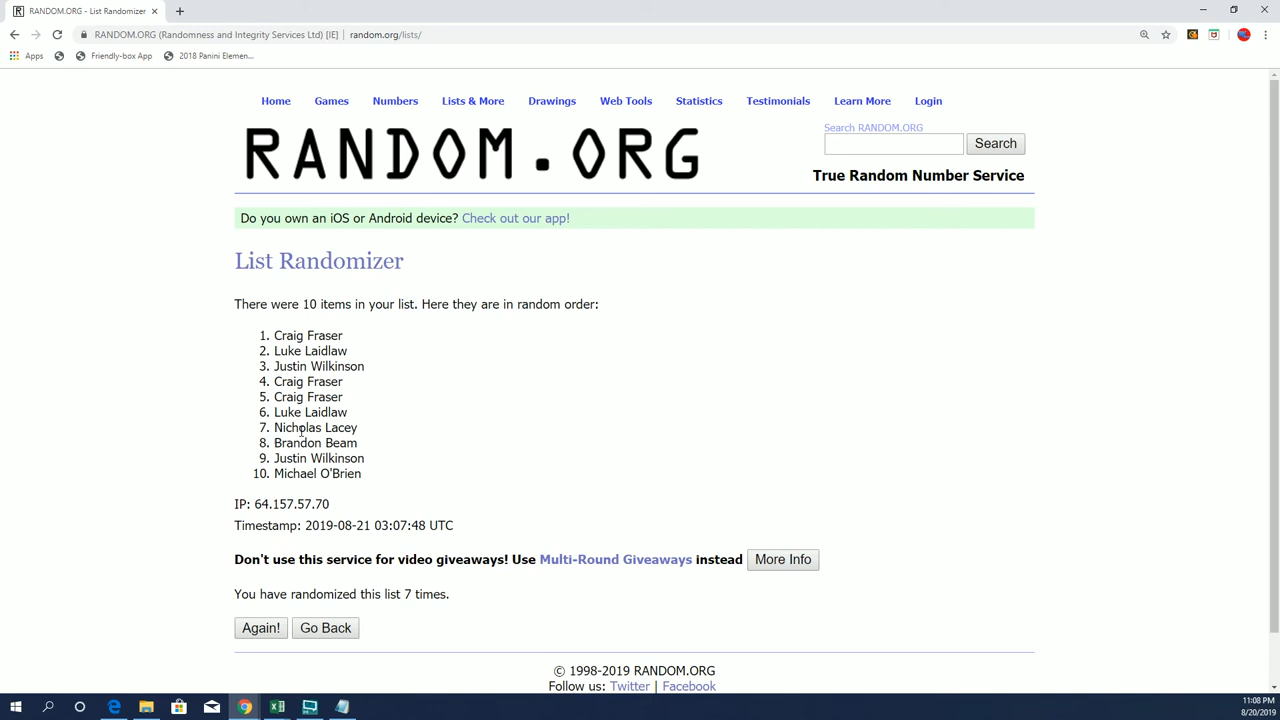 RANDOM.ORG - List Randomizer
RANDOM.ORG (Randomness and Integrity Services Ltd) [IE] | random.org/lists/
Apps Friendly-box App 2018 Panini Elemen...
Home Games Numbers Lists & More Drawings Web Tools Statistics Testimonials Learn More Login
RANDOM.ORG
Search RANDOM.ORG
Search
True Random Number Service
Do you own an iOS or Android device? Check out our app!
List Randomizer
There were 10 items in your list. Here they are in random order:
1. Craig Fraser
2. Luke Laidlaw
3. Justin Wilkinson
4. Craig Fraser
5. Craig Fraser
6. Luke Laidlaw
7. Nicholas Lacey
8. Brandon Beam
9. Justin Wilkinson
10. Michael O'Brien
IP: 64.157.57.70
Timestamp: 2019-08-21 03:07:48 UTC
Don't use this service for video giveaways! Use Multi-Round Giveaways instead More Info
You have randomized this list 7 times.
Again! Go Back
© 1998-2019 RANDOM.ORG
Follow us: Twitter | Facebook
11:08 PM
8/20/2019